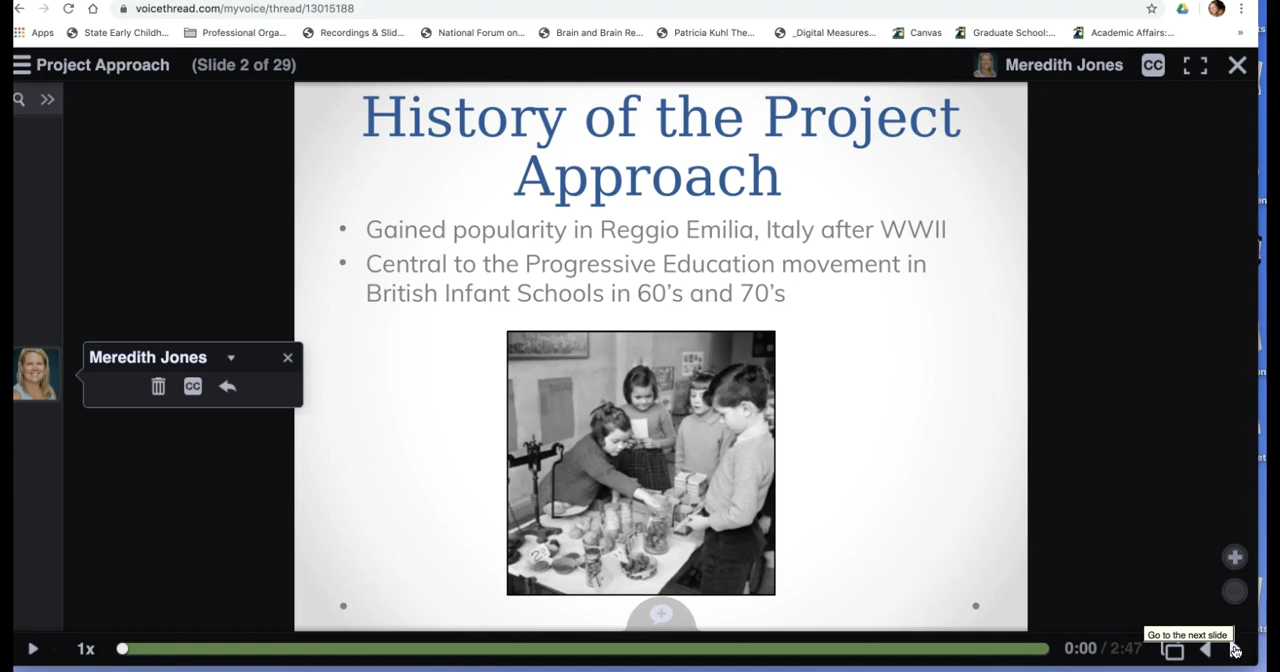 voicethread.com/myvoice/thread/13015188
Apps State Early Childh... Professional Orga... Recordings & Slid... National Forum on... Brain and Brain Re... Patricia Kuhl The... _Digital Measures... Canvas Graduate School:... Academic Affairs:... »
Project Approach (Slide 2 of 29) Meredith Jones CC
History of the Project
Approach
• Gained popularity in Reggio Emilia, Italy after WWII
• Central to the Progressive Education movement in
British Infant Schools in 60's and 70's
Meredith Jones
CC
Go to the next slide
1x 0:00 / 2:47